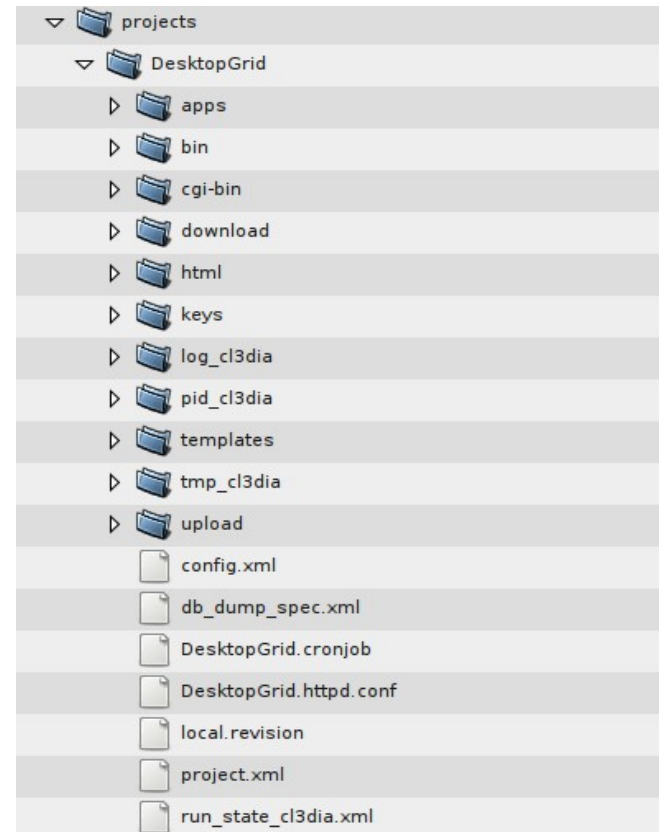 projects
DesktopGrid
apps
bin
cgi-bin
download
html
keys
log_cl3dia
pid_cl3dia
templates
tmp_cl3dia
upload
config.xml
db_dump_spec.xml
DesktopGrid.cronjob
DesktopGrid.httpd.conf
local.revision
project.xml
run_state_cl3dia.xml